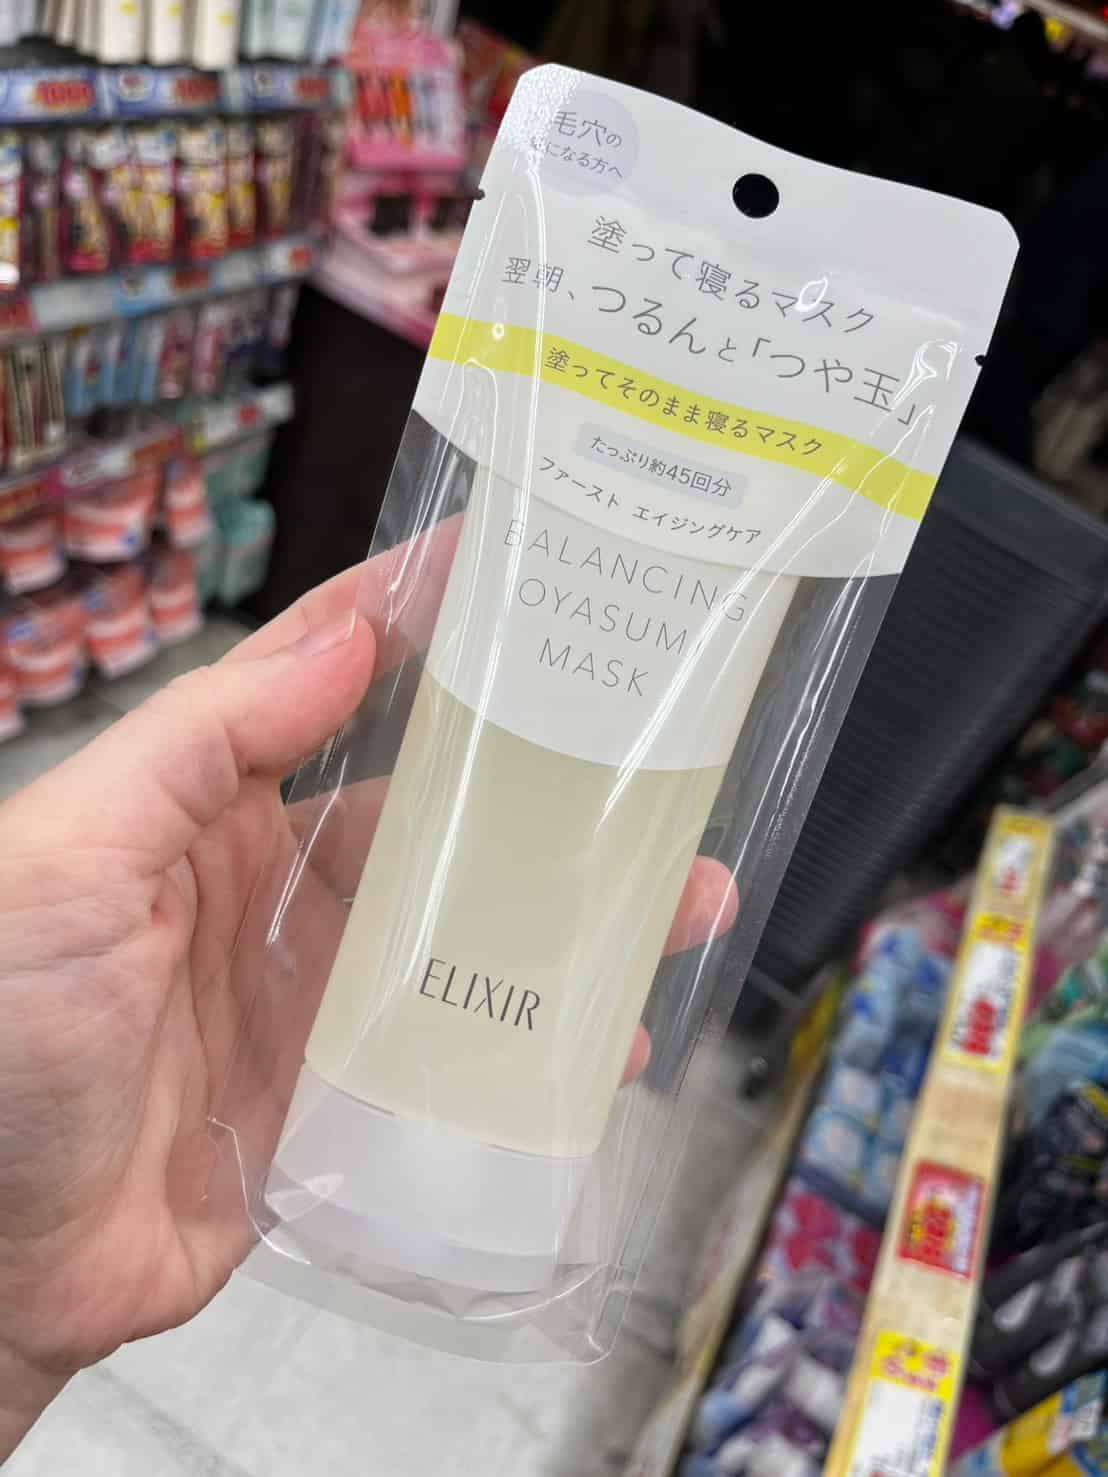 毛穴の
気になる方へ
塗って寝るマスク
翌朝、つるんと「つや玉」
塗ってそのまま寝るマスク
たっぷり約45回分
ファースト エイジングケア
BALANCING
OYASUMI
MASK
ELIXIR